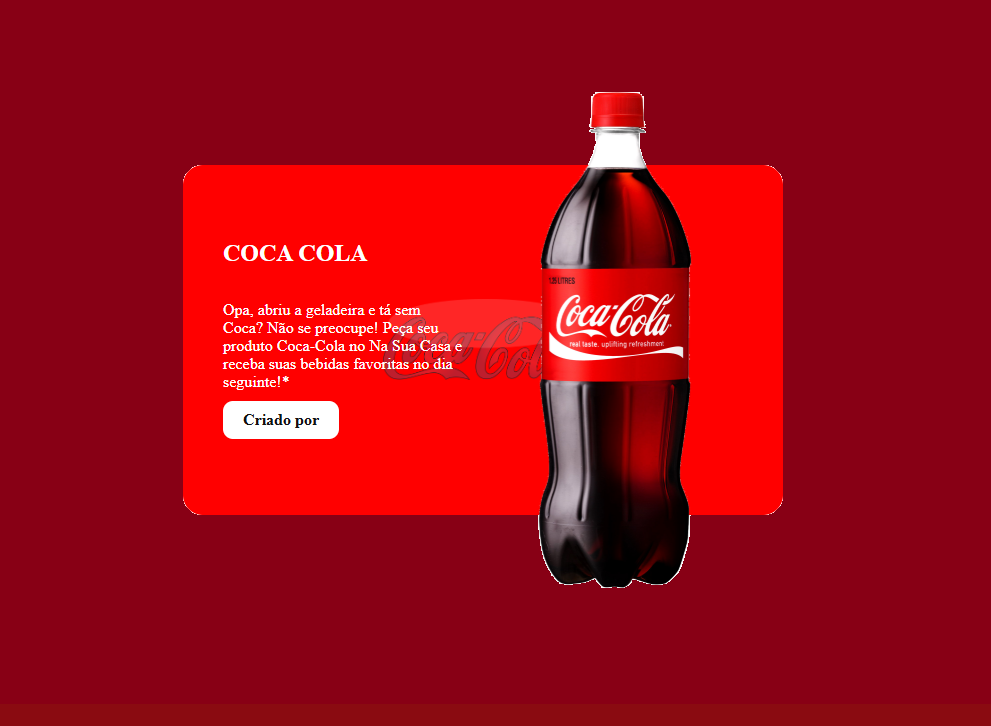 COCA COLA
Opa, abriu a geladeira e tá sem
Coca? Não se preocupe! Peça seu
produto Coca-Cola no Na Sua Casa e
receba suas bebidas favoritas no dia
seguinte!*
Criado por
Coca-Cola
1.25 LITRES
Coca-Cola
real taste. uplifting refreshment